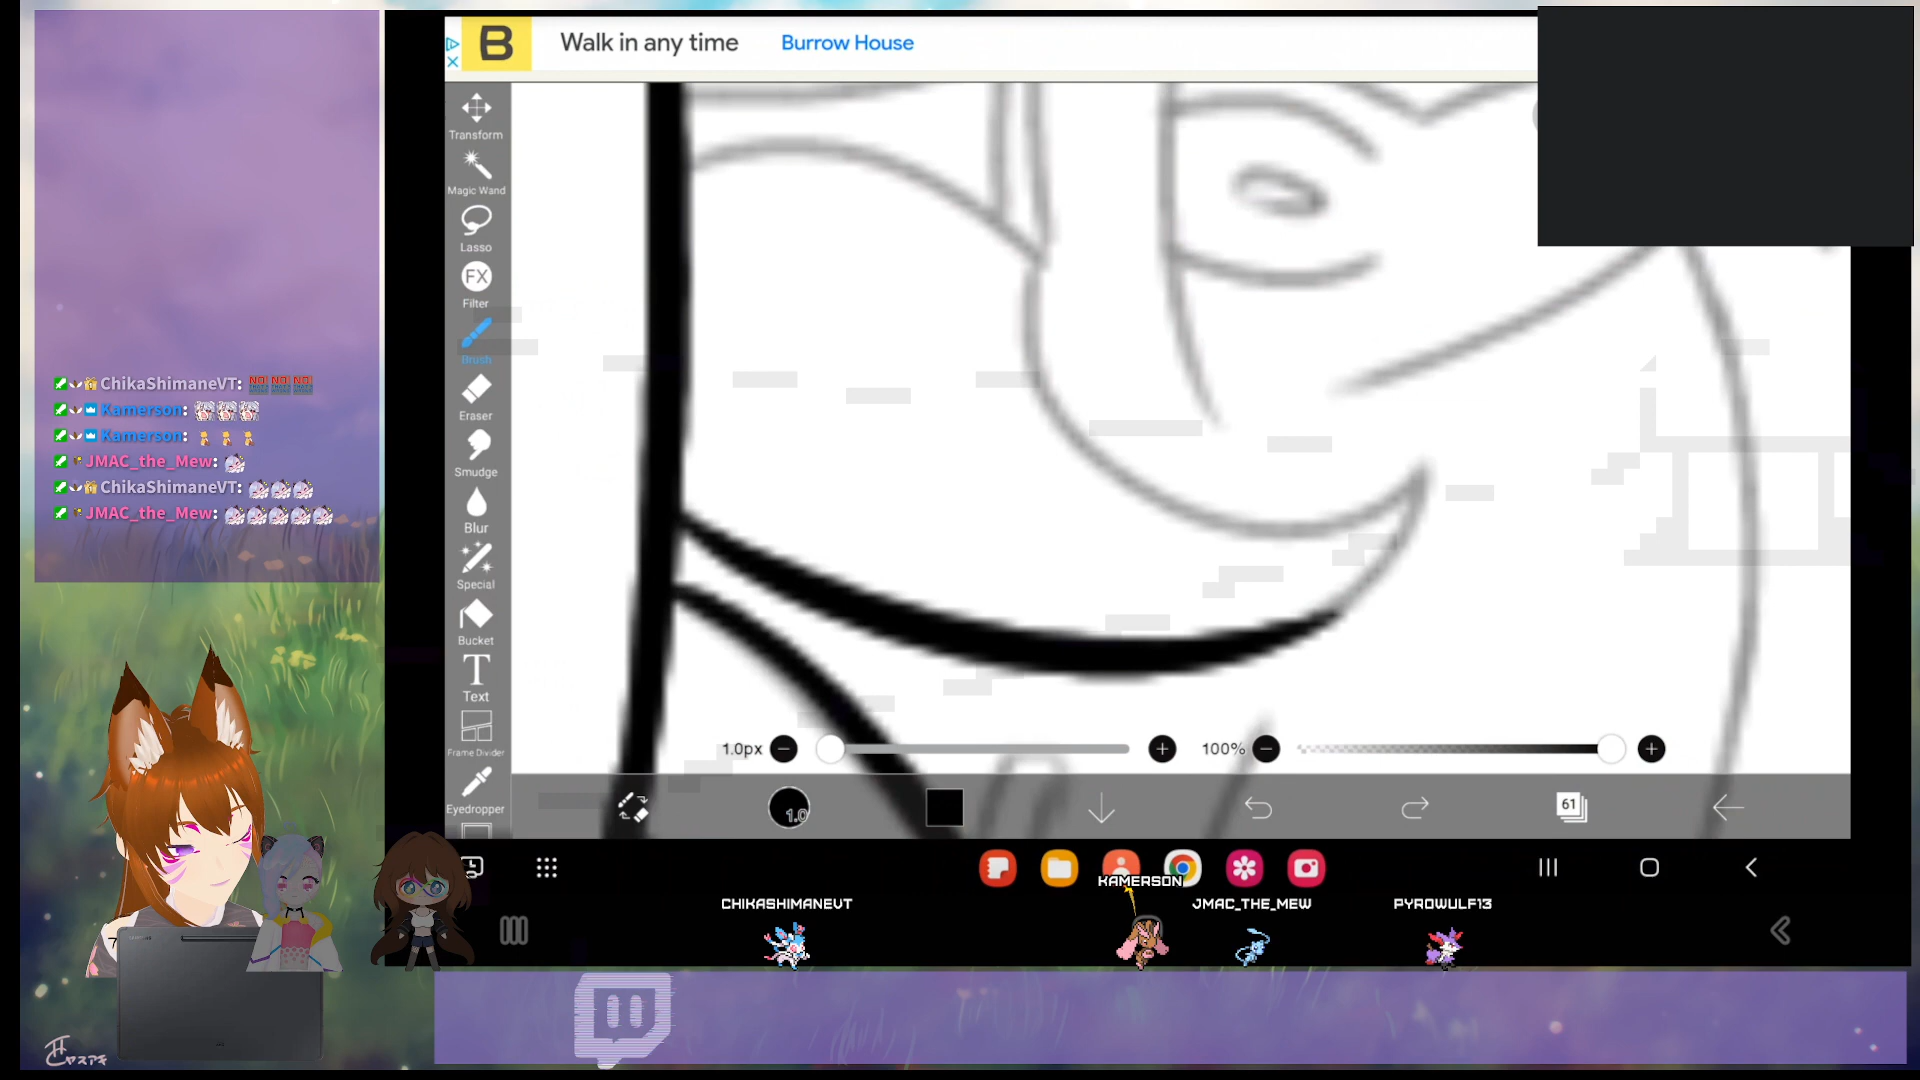 B
Walk in any time
Burrow House
Transform
Magic Wand
Lasso
FX
Filter
Brush
Eraser
Smudge
Blur
Special
Bucket
T
Text
Frame Divider
Eyedropper
ChikaShimaneVT:
Kamerson:
Kamerson:
JMAC_the_Mew:
ChikaShimaneVT:
JMAC_the_Mew:
1.0px
100%
1.0
61
KAMERSON
CHIKASHIMANEVT
JMAC_THE_MEW
PYROWULF13